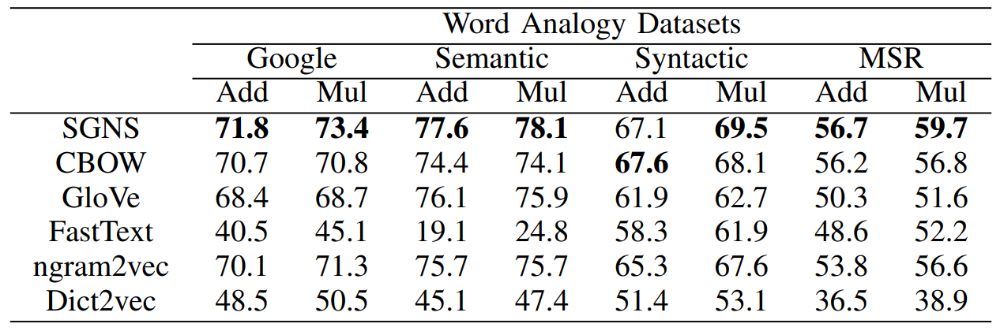 Word Analogy Datasets
Google Semantic Syntactic MSR
Add Mul Add Mul Add Mul Add Mul
SGNS 71.8 73.4 77.6 78.1 67.1 69.5 56.7 59.7
CBOW 70.7 70.8 74.4 74.1 67.6 68.1 56.2 56.8
GloVe 68.4 68.7 76.1 75.9 61.9 62.7 50.3 51.6
FastText 40.5 45.1 19.1 24.8 58.3 61.9 48.6 52.2
ngram2vec 70.1 71.3 75.7 75.7 65.3 67.6 53.8 56.6
Dict2vec 48.5 50.5 45.1 47.4 51.4 53.1 36.5 38.9